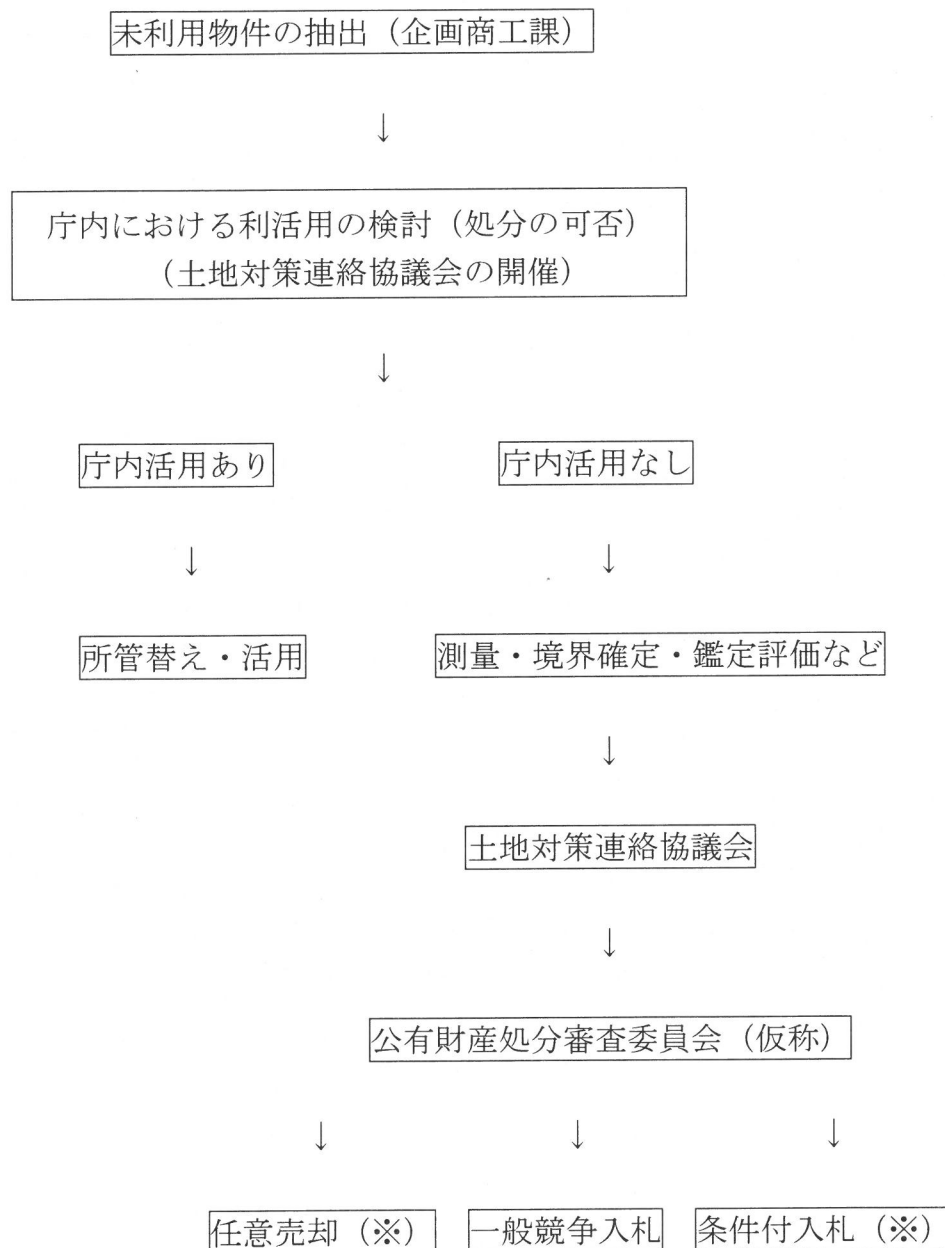 未利用物件の抽出（企画商工課）
↓
庁内における利活用の検討（処分の可否）
（土地対策連絡協議会の開催）
↓
庁内活用あり 庁内活用なし
↓ ↓
所管替え・活用 測量・境界確定・鑑定評価など
↓
土地対策連絡協議会
↓
公有財産処分審査委員会（仮称）
↓ ↓ ↓
任意売却（※） 一般競争入札 条件付入札（※）